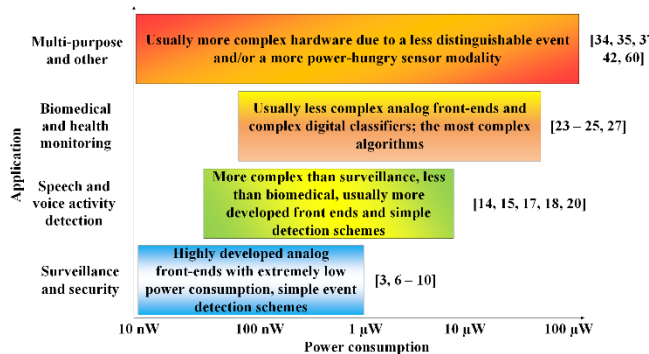 Multi-purpose
and other
Usually more complex hardware due to a less distinguishable event
and/or a more power-hungry sensor modality
[34, 35, 37
42, 60]
Biomedical
and health
monitoring
Usually less complex analog front-ends and
complex digital classifiers; the most complex
algorithms
[23 – 25, 27]
Application
Speech and
voice activity
detection
More complex than surveillance, less
than biomedical, usually more
developed front ends and simple
detection schemes
[14, 15, 17, 18, 20]
Surveillance
and security
Highly developed analog
front-ends with extremely low
power consumption, simple event
detection schemes
[3, 6 – 10]
10 nW
100 nW
1 µW
10 µW
100 µW
Power consumption